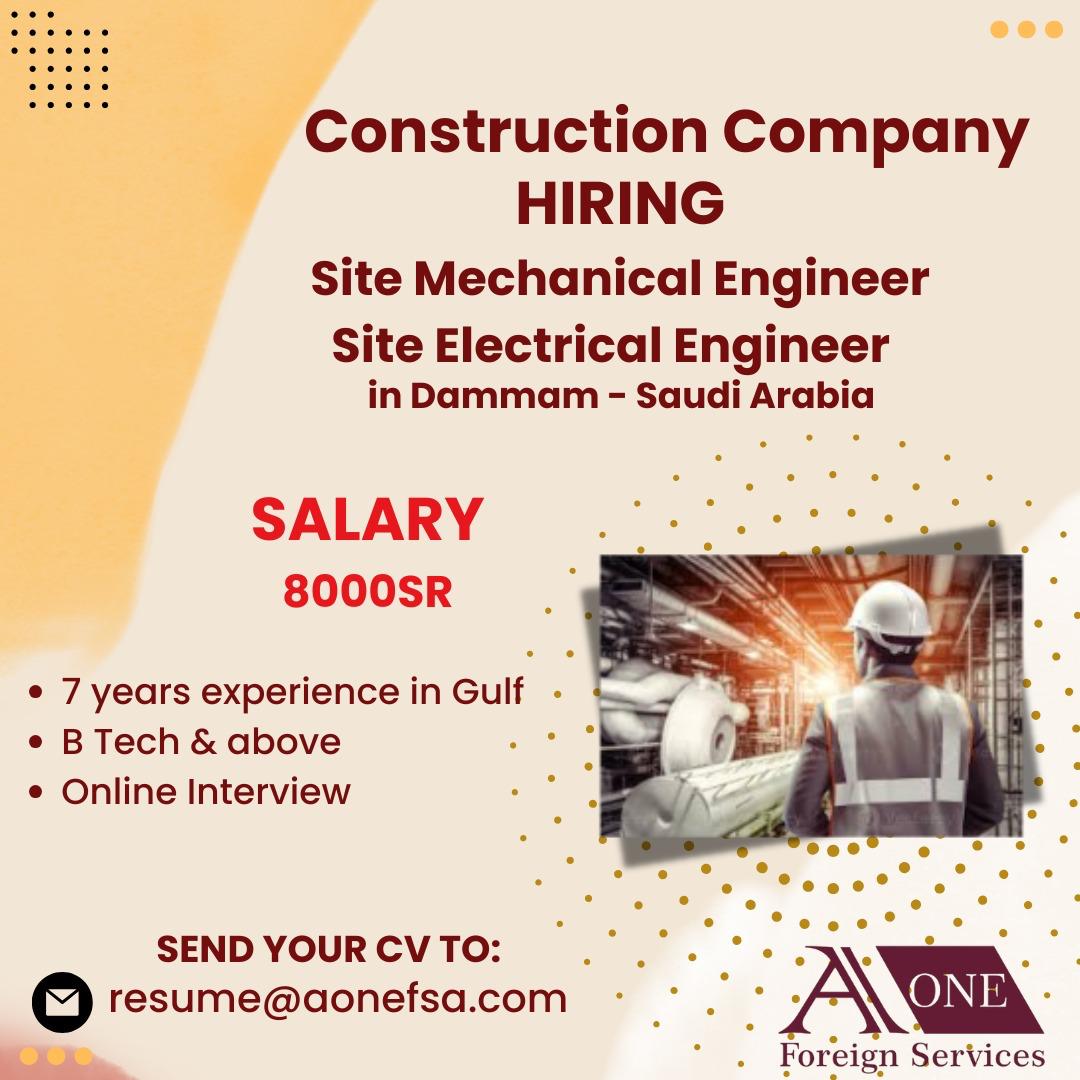 Construction Company
HIRING
Site Mechanical Engineer
Site Electrical Engineer
in Dammam - Saudi Arabia
SALARY
8000SR
• 7 years experience in Gulf
• B Tech & above
• Online Interview
SEND YOUR CV TO:
resume@aonefsa.com
A ONE
Foreign Services